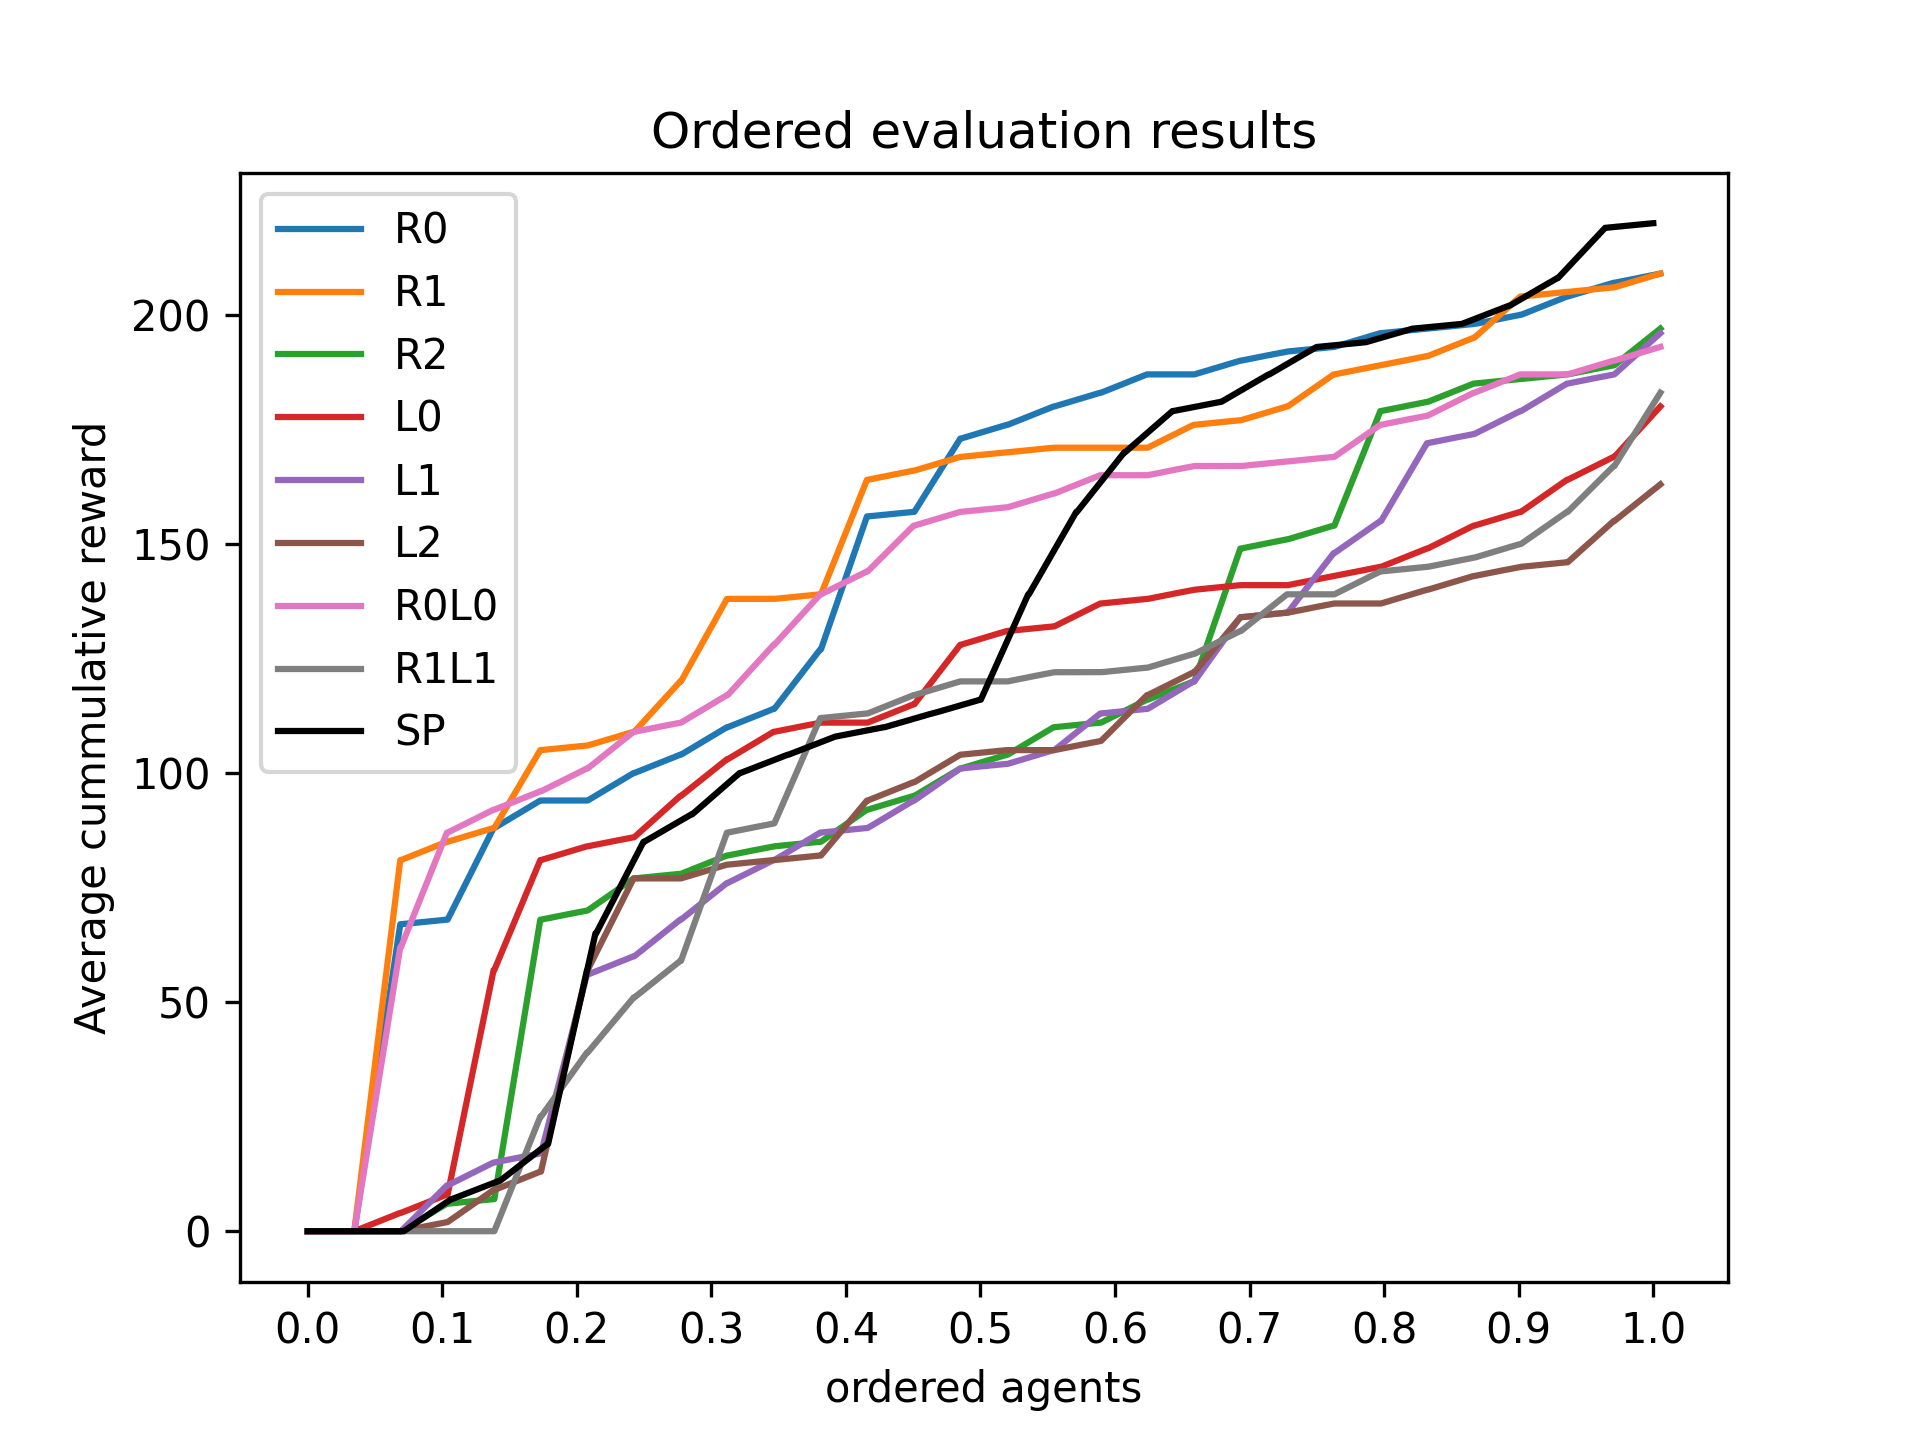 Ordered evaluation results
R0
R1
R2
L0
L1
L2
R0L0
R1L1
SP
Average cummulative reward
200
150
100
50
0
0.0 0.1 0.2 0.3 0.4 0.5 0.6 0.7 0.8 0.9 1.0
ordered agents